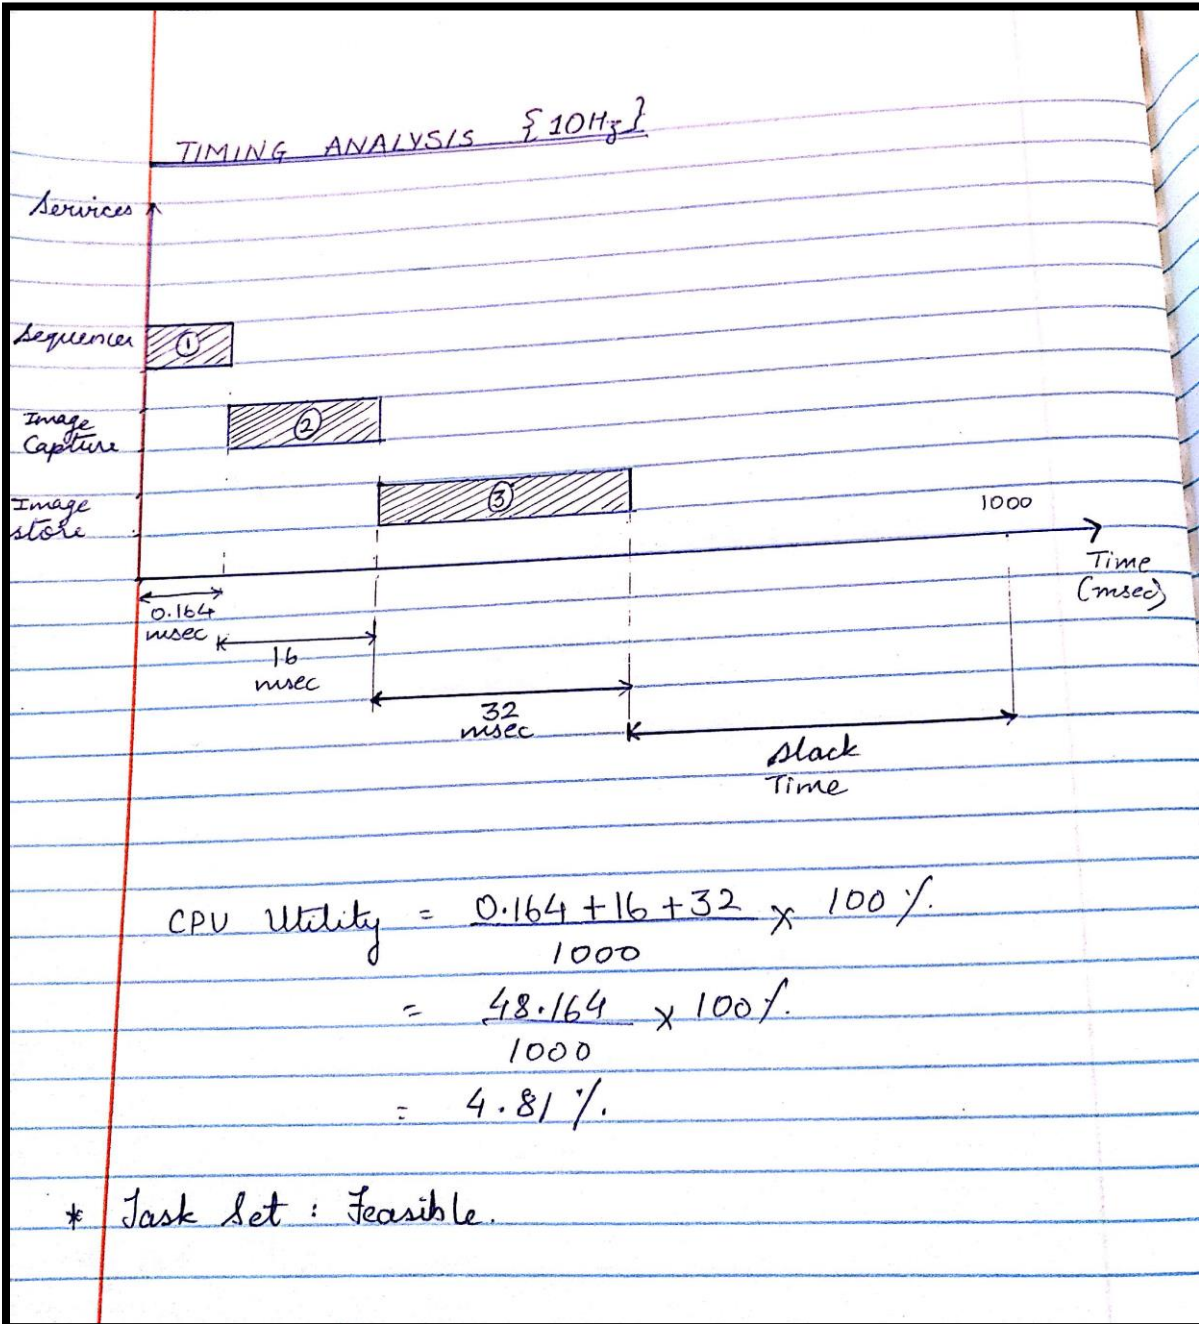 TIMING ANALYSIS {10Hz}
Services
Sequencer
①
Image
Capture
②
Image
store
③
1000
Time
(msec)
0.164
msec
16
msec
32
msec
Slack
Time
CPU Utility = 0.164 + 16 + 32 × 100 %.
1000
= 48.164 × 100 %.
1000
= 4.81 %.
* Task Set : Feasible.